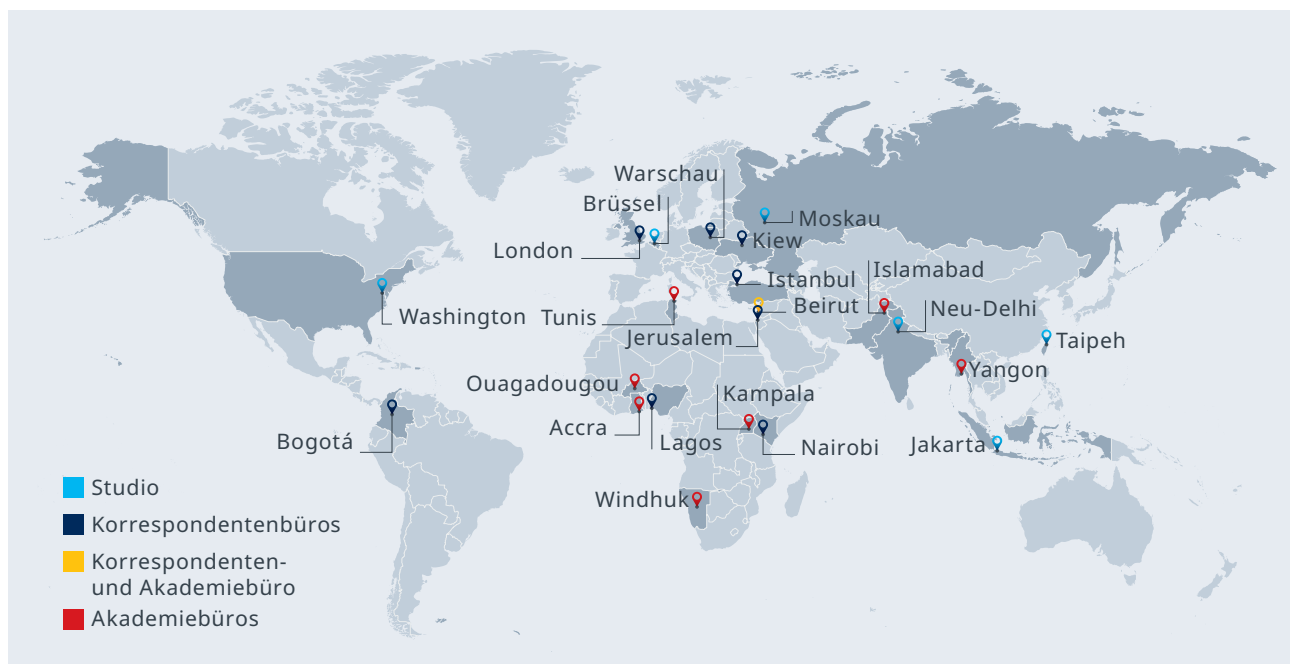 Warschau
Brüssel
Moskau
London
Kiew
Islamabad
Istanbul
Washington
Tunis
Beirut
Neu-Delhi
Jerusalem
Taipeh
Yangon
Ouagadougou
Kampala
Accra
Bogotá
Lagos
Nairobi
Jakarta
Windhuk
Studio
Korrespondentenbüros
Korrespondenten-
und Akademiebüro
Akademiebüros